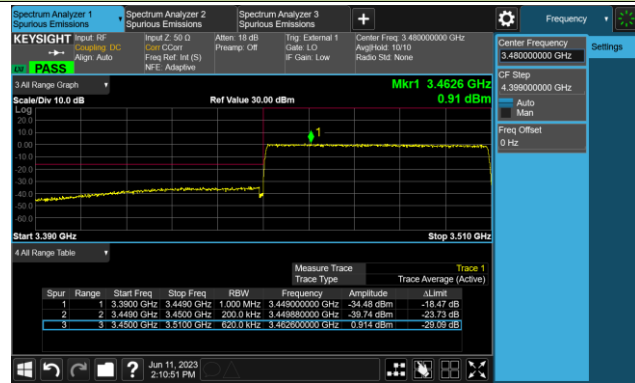 Spectrum Analyzer 1
Spurious Emissions
Spectrum Analyzer 2
Spurious Emissions
Spectrum Analyzer 3
Spurious Emissions
+
Frequency
KEYSIGHT
Input: RF
Coupling: DC
Align: Auto
Input Z: 50 Ω
Corr CCorr
Freq Ref: Int (S)
NFE: Adaptive
Atten: 18 dB
Preamp: Off
Trig: External 1
Gate: LO
IF Gain: Low
Center Freq: 3.480000000 GHz
Avg|Hold: 10/10
Radio Std: None
PASS
3 All Range Graph
Mkr1 3.4626 GHz
Scale/Div 10.0 dB
Ref Value 30.00 dBm
0.91 dBm
Log
20.0
10.0
0.00
-10.0
-20.0
-30.0
-40.0
-50.0
-60.0
1
Start 3.390 GHz
Stop 3.510 GHz
4 All Range Table
Measure Trace Trace 1
Trace Type Trace Average (Active)
Spur Range Start Freq Stop Freq RBW Frequency Amplitude ΔLimit
1 1 3.3900 GHz 3.4490 GHz 1.000 MHz 3.449000000 GHz -34.48 dBm -18.47 dB
2 2 3.4490 GHz 3.4500 GHz 200.0 kHz 3.449880000 GHz -39.74 dBm -23.73 dB
3 3 3.4500 GHz 3.5100 GHz 620.0 kHz 3.462600000 GHz 0.914 dBm -29.09 dB
Center Frequency
3.480000000 GHz
Settings
CF Step
4.399000000 GHz
Auto
Man
Freq Offset
0 Hz
?
Jun 11, 2023
2:10:51 PM